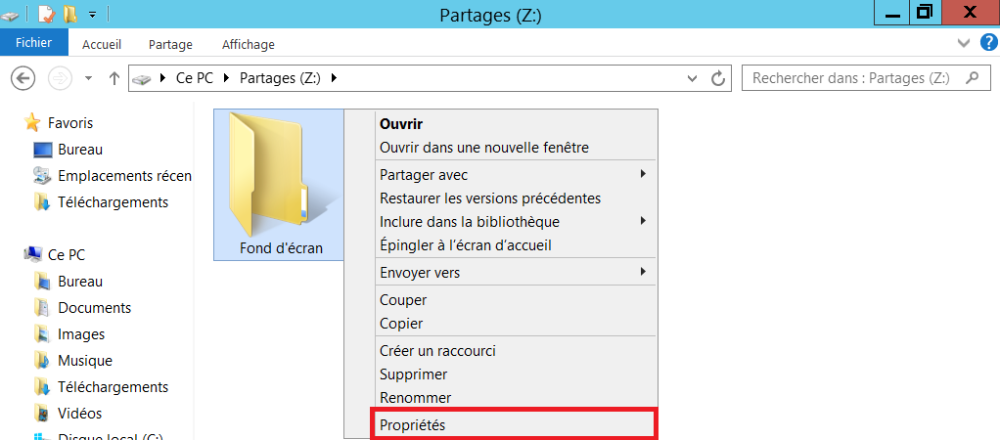 Partages (Z:)
Fichier
Accueil
Partage
Affichage
Ce PC
Partages (Z:)
Rechercher dans : Partages (Z:)
Favoris
Bureau
Emplacements récen
Téléchargements
Ce PC
Bureau
Documents
Images
Musique
Téléchargements
Vidéos
Disque local (C:)
Fond d'écran
Ouvrir
Ouvrir dans une nouvelle fenêtre
Partager avec
Restaurer les versions précédentes
Inclure dans la bibliothèque
Épingler à l’écran d’accueil
Envoyer vers
Couper
Copier
Créer un raccourci
Supprimer
Renommer
Propriétés